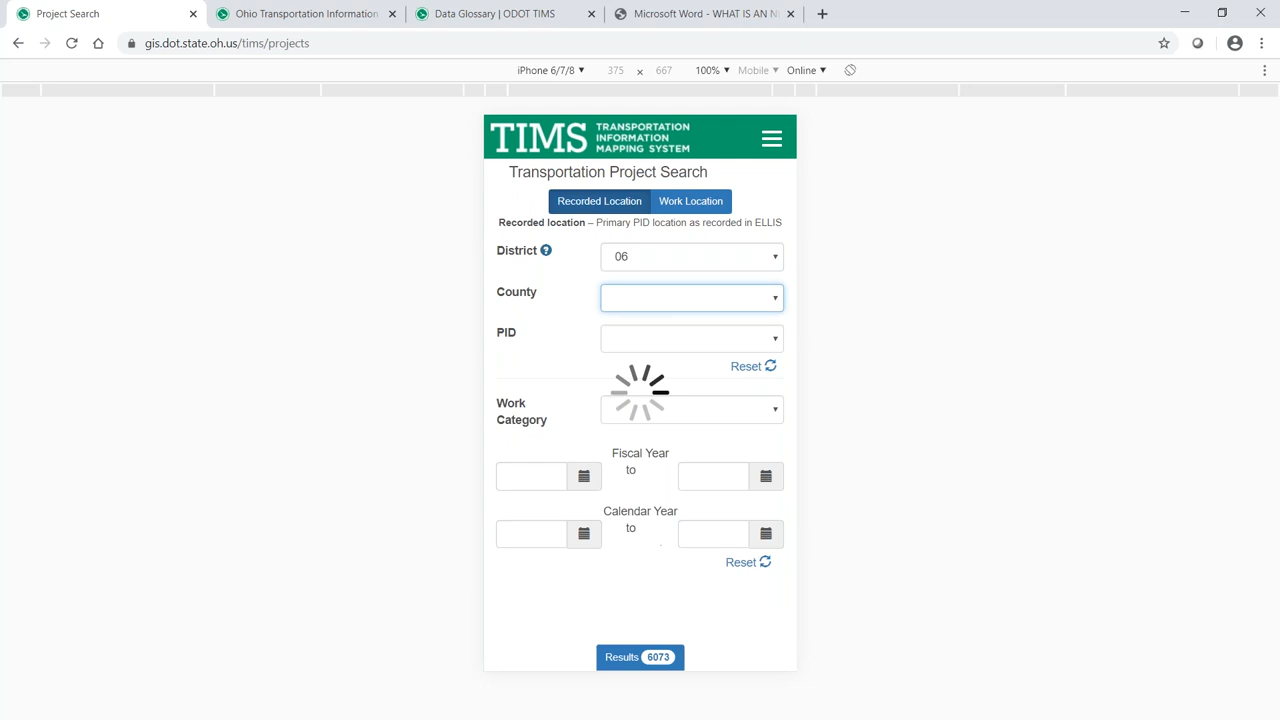 Project Search
Ohio Transportation Information
Data Glossary | ODOT TIMS
Microsoft Word - WHAT IS AN NL
gis.dot.state.oh.us/tims/projects
iPhone 6/7/8 375 × 667 100% Mobile Online
TIMS TRANSPORTATION
INFORMATION
MAPPING SYSTEM
Transportation Project Search
Recorded Location Work Location
Recorded location – Primary PID location as recorded in ELLIS
District 06
County
PID
Reset
Work
Category
Fiscal Year
to
Calendar Year
to
Reset
Results 6073